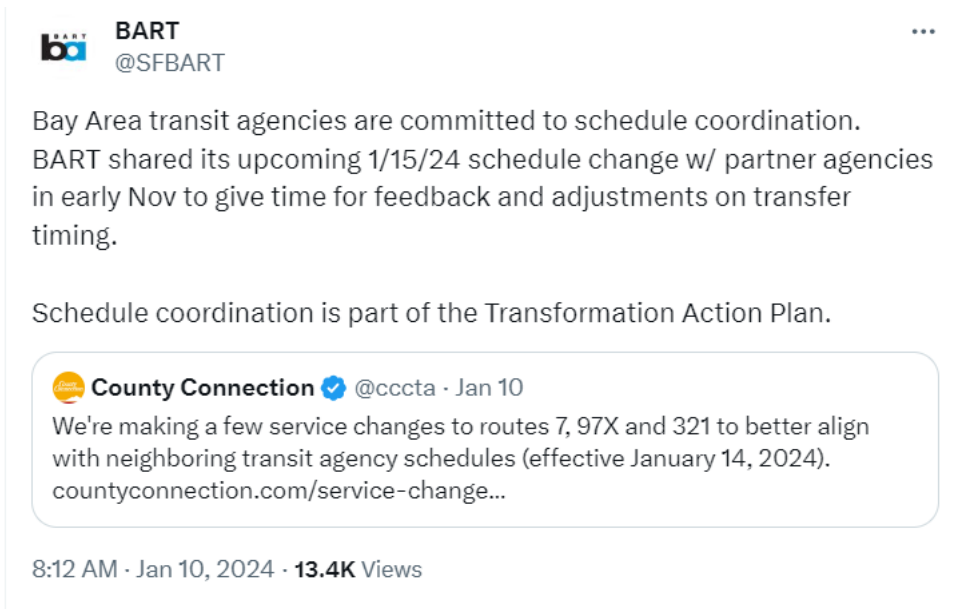 BART
BART
ba
@SFBART
Bay Area transit agencies are committed to schedule coordination.
BART shared its upcoming 1/15/24 schedule change w/ partner agencies
in early Nov to give time for feedback and adjustments on transfer
timing.
Schedule coordination is part of the Transformation Action Plan.
County Connection @cccta · Jan 10
We're making a few service changes to routes 7, 97X and 321 to better align
with neighboring transit agency schedules (effective January 14, 2024).
countyconnection.com/service-change...
8:12 AM · Jan 10, 2024 · 13.4K Views